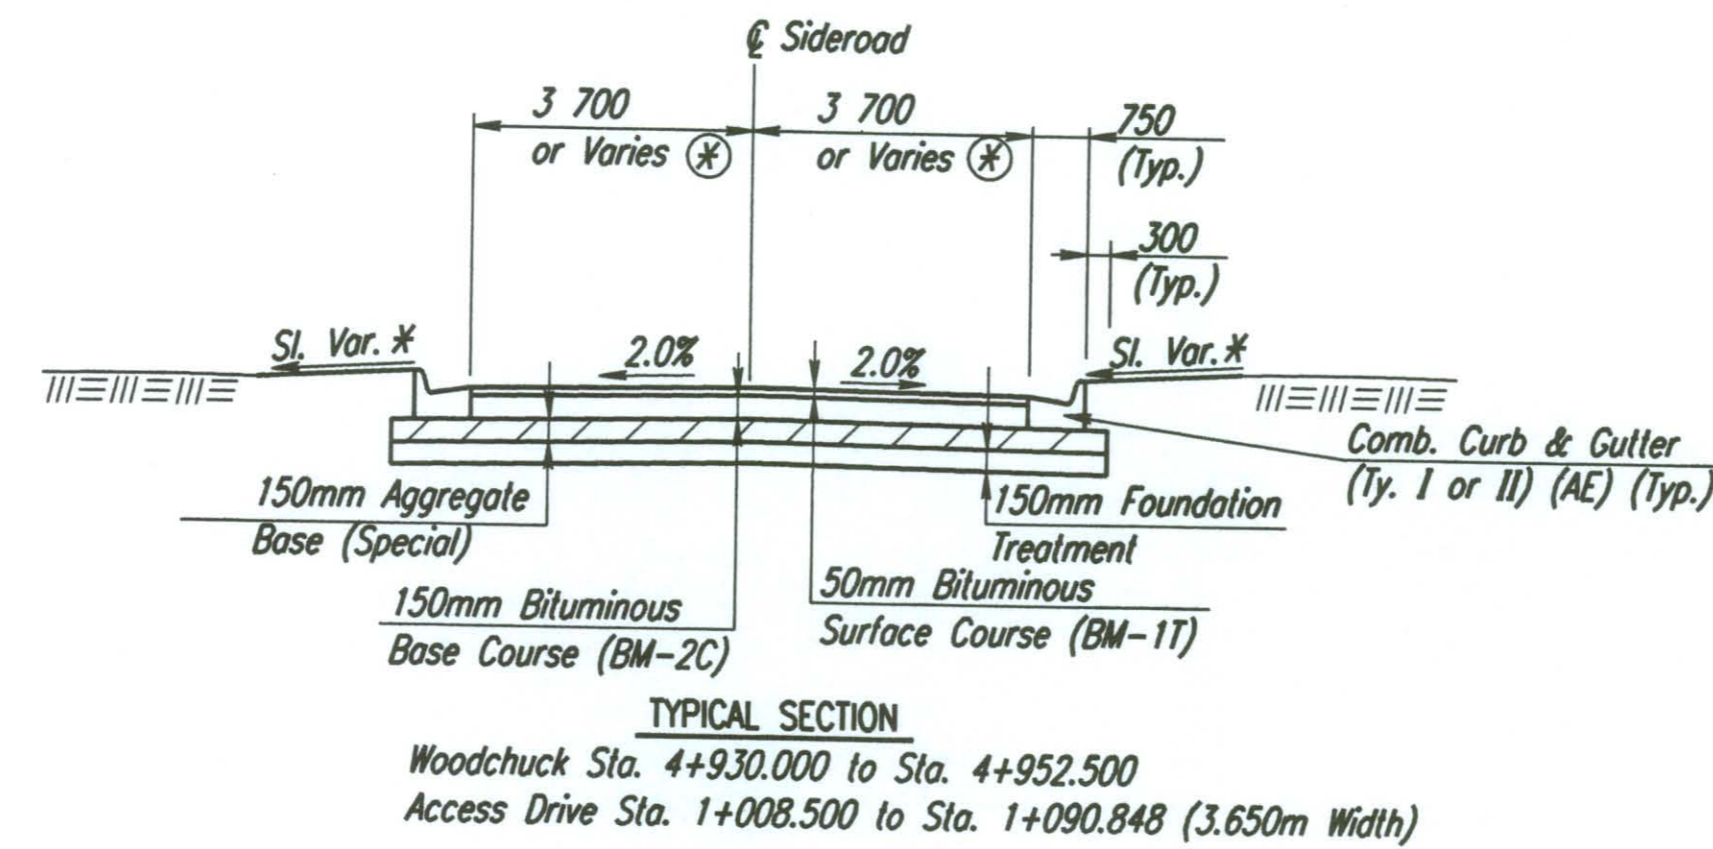 ℄ Sideroad
3 700
or Varies *
3 700
or Varies *
750
(Typ.)
300
(Typ.)
Sl. Var. *
2.0%
2.0%
Sl. Var. *
Comb. Curb & Gutter
(Ty. I or II) (AE) (Typ.)
150mm Aggregate
Base (Special)
150mm Foundation
Treatment
150mm Bituminous
Base Course (BM-2C)
50mm Bituminous
Surface Course (BM-1T)
TYPICAL SECTION
Woodchuck Sta. 4+930.000 to Sta. 4+952.500
Access Drive Sta. 1+008.500 to Sta. 1+090.848 (3.650m Width)